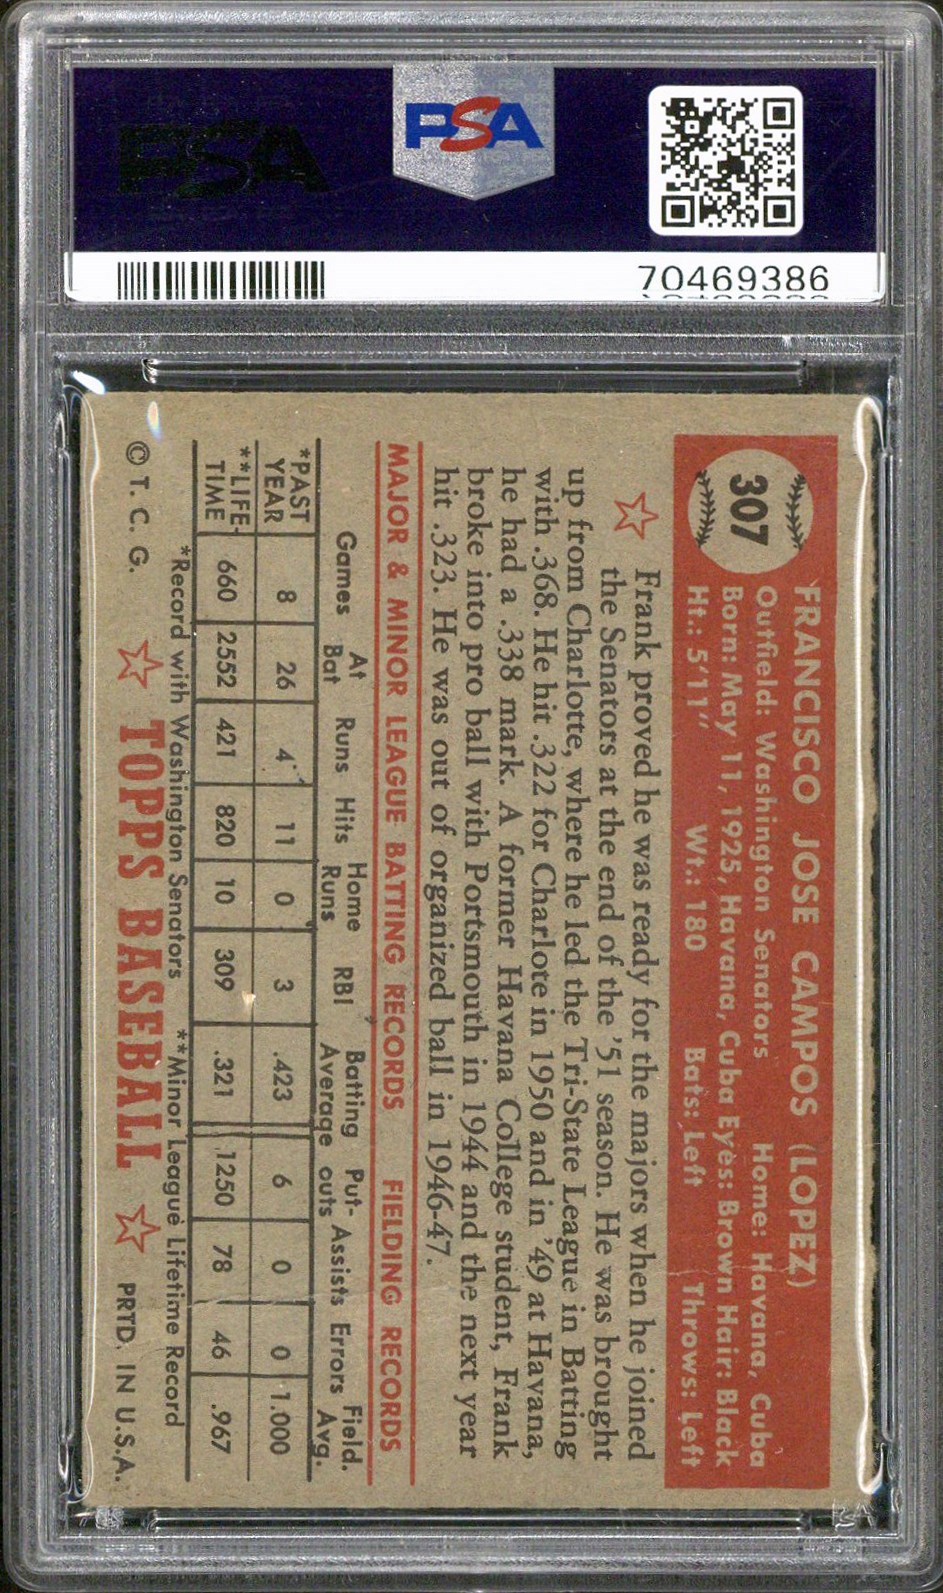 PSA
PSA
70469386
307
FRANCISCO JOSE CAMPOS (LOPEZ)
Outfield: Washington Senators Home: Havana, Cuba
Born: May 11, 1925, Havana, Cuba Eyes: Brown Hair: Black
Ht.: 5'11" Wt.: 180 Bats: Left Throws: Left
Frank proved he was ready for the majors when he joined
the Senators at the end of the '51 season. He was brought
up from Charlotte, where he led the Tri-State League in Batting
with .368. He hit .322 for Charlote in 1950 and in '49 at Havana,
he had a .338 mark. A former Havana College student, Frank
broke into pro ball with Portsmouth in 1944 and the next year
hit .323. He was out of organized ball in 1946-47.
MAJOR & MINOR LEAGUE BATTING RECORDS FIELDING RECORDS
Games At Bat Runs Hits Home Runs RBI Batting Average Put-outs Assists Errors Field. Avg.
*PAST YEAR 8 26 4 11 0 3 .423 6 0 0 1.000
**LIFE-TIME 660 2552 421 820 10 309 .321 1250 78 46 .967
*Record with Washington Senators **Minor League Lifetime Record
© T. C. G. TOPPS BASEBALL PRTD. IN U.S.A.